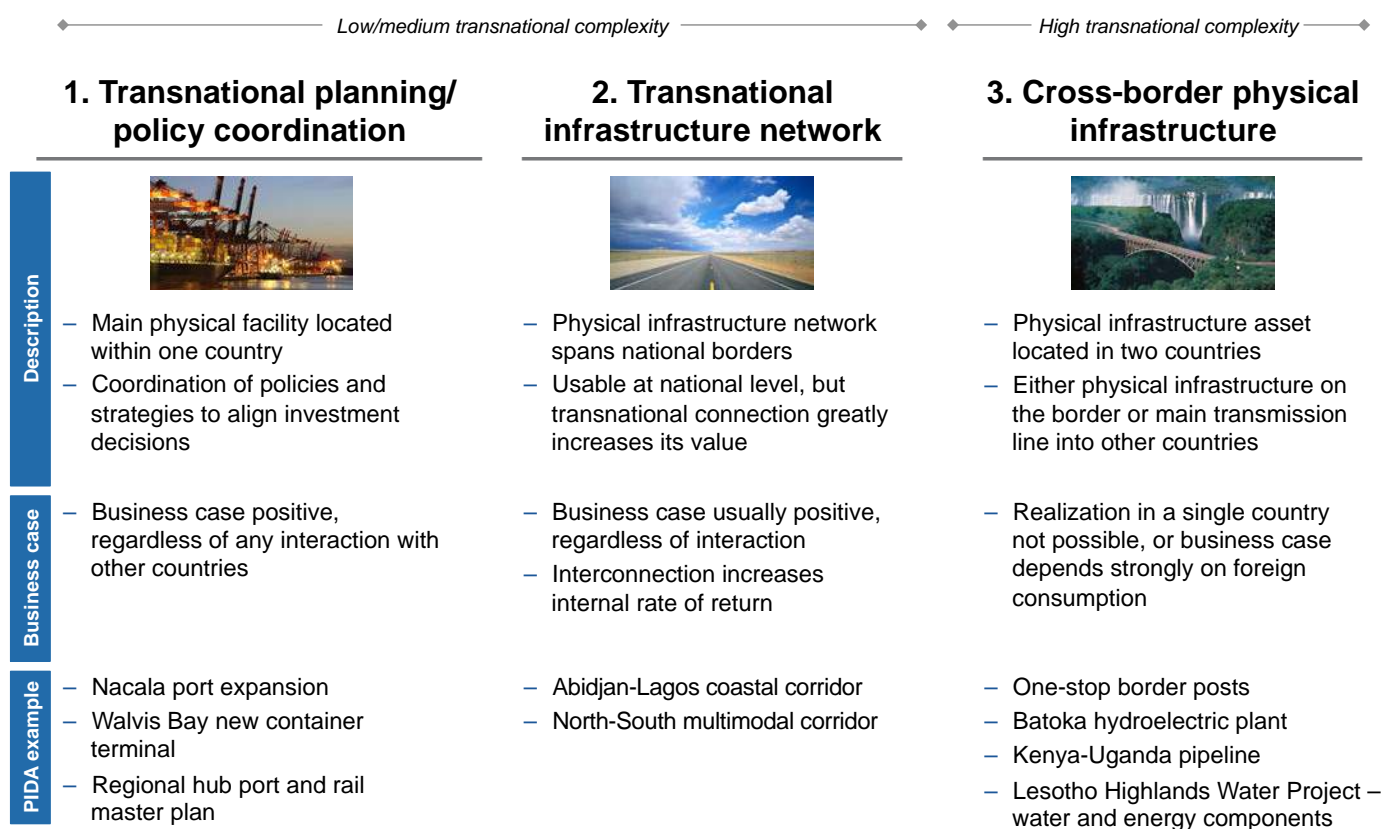 Low/medium transnational complexity
High transnational complexity
1. Transnational planning/
policy coordination
2. Transnational
infrastructure network
3. Cross-border physical
infrastructure
Description
– Main physical facility located
within one country
– Coordination of policies and
strategies to align investment
decisions
– Physical infrastructure network
spans national borders
– Usable at national level, but
transnational connection greatly
increases its value
– Physical infrastructure asset
located in two countries
– Either physical infrastructure on
the border or main transmission
line into other countries
Business case
– Business case positive,
regardless of any interaction with
other countries
– Business case usually positive,
regardless of interaction
– Interconnection increases
internal rate of return
– Realization in a single country
not possible, or business case
depends strongly on foreign
consumption
PIDA example
– Nacala port expansion
– Walvis Bay new container
terminal
– Regional hub port and rail
master plan
– Abidjan-Lagos coastal corridor
– North-South multimodal corridor
– One-stop border posts
– Batoka hydroelectric plant
– Kenya-Uganda pipeline
– Lesotho Highlands Water Project –
water and energy components